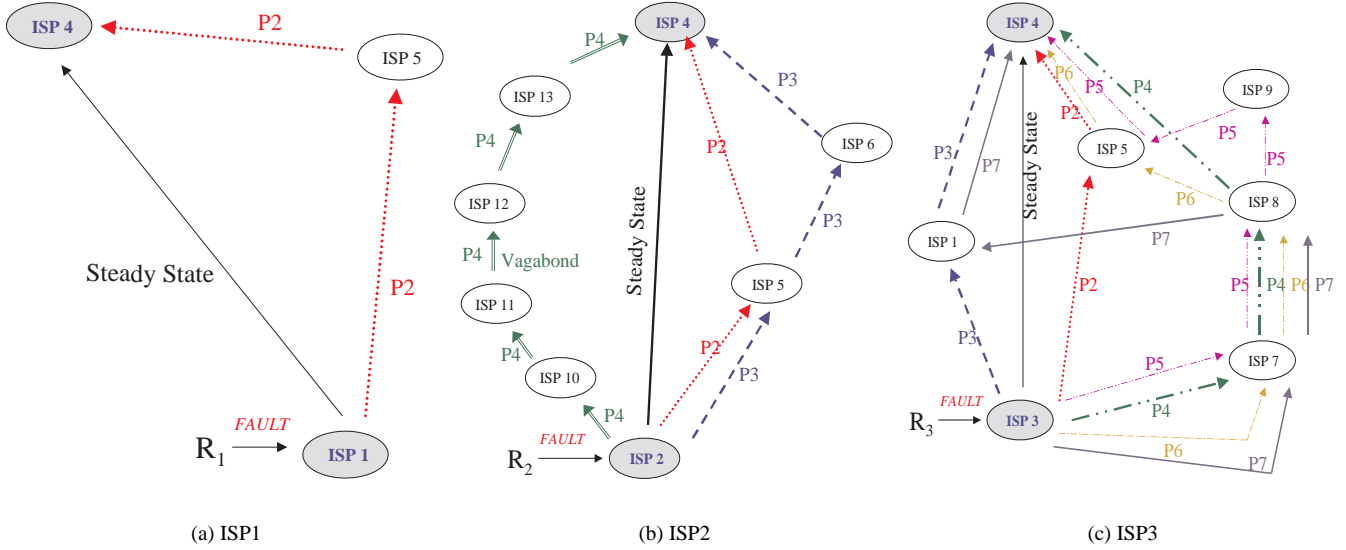 ISP 4
P2
ISP 5
Steady State
P2
FAULT
R1
ISP 1
(a) ISP1
ISP 4
P4
P3
ISP 13
P4
P2
ISP 6
ISP 12
Steady State
P3
P4
Vagabond
ISP 5
ISP 11
P4
P2
P3
ISP 10
P4
FAULT
R2
ISP 2
(b) ISP2
ISP 4
P6
P4
P5
ISP 9
P2
P5
P5
Steady State
ISP 5
P3
P7
P6
ISP 8
ISP 1
P7
P5
P4
P6
P7
P2
P3
P5
ISP 7
P4
FAULT
R3
ISP 3
P6
P7
(c) ISP3